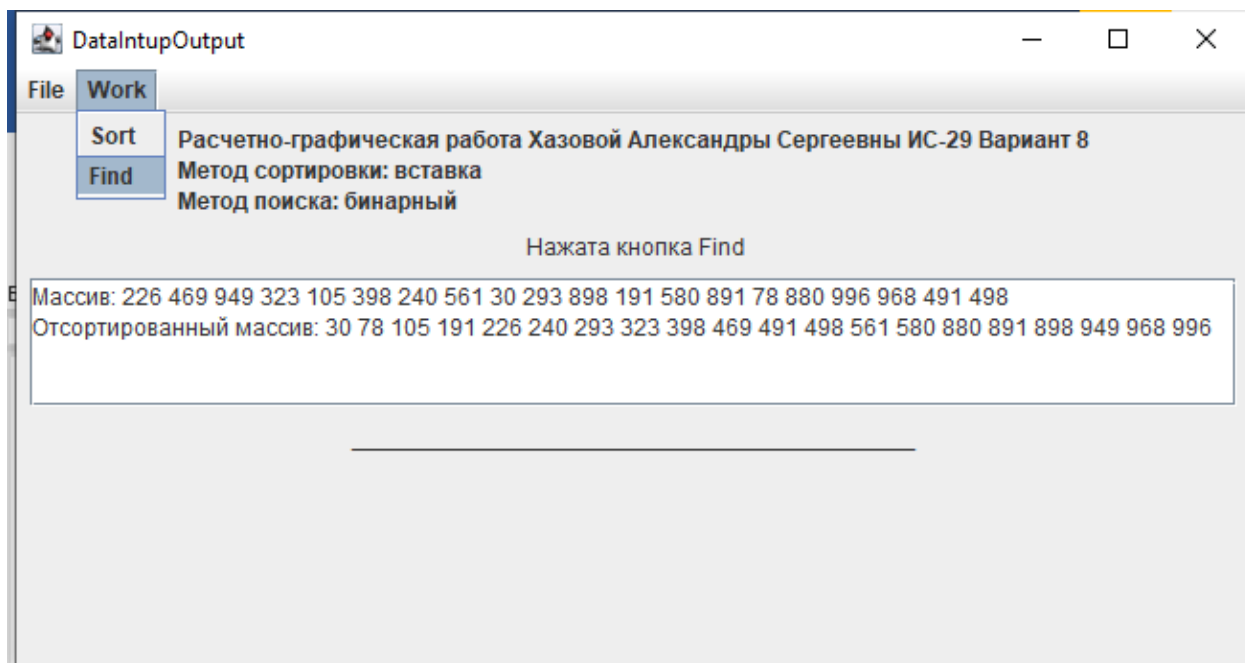 DataIntupOutput
File Work
Sort
Find
Расчетно-графическая работа Хазовой Александры Сергеевны ИС-29 Вариант 8
Метод сортировки: вставка
Метод поиска: бинарный
Нажата кнопка Find
Массив: 226 469 949 323 105 398 240 561 30 293 898 191 580 891 78 880 996 968 491 498
Отсортированный массив: 30 78 105 191 226 240 293 323 398 469 491 498 561 580 880 891 898 949 968 996